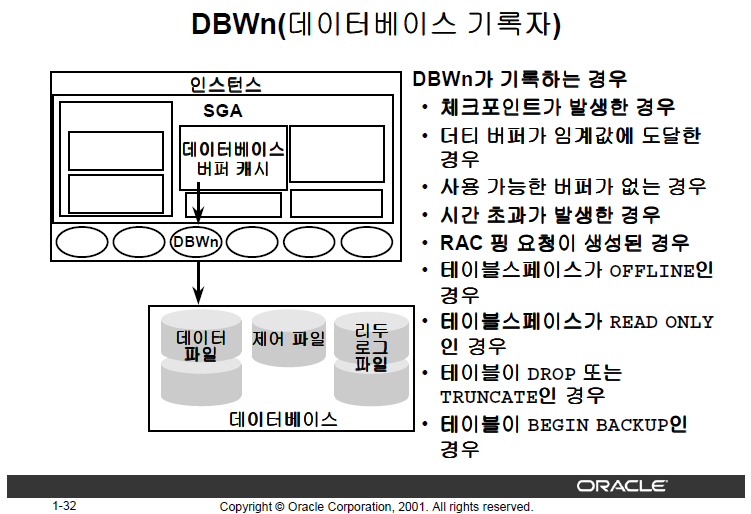 DBWn(데이터베이스 기록자)
인스턴스
SGA
데이터베이스
버퍼 캐시
DBWn
데이터
파일
제어 파일
리두
로그
파일
데이터베이스
DBWn가 기록하는 경우
• 체크포인트가 발생한 경우
• 더티 버퍼가 임계값에 도달한
경우
• 사용 가능한 버퍼가 없는 경우
• 시간 초과가 발생한 경우
• RAC 핑 요청이 생성된 경우
• 테이블스페이스가 OFFLINE인
경우
• 테이블스페이스가 READ ONLY
인 경우
• 테이블이 DROP 또는
TRUNCATE인 경우
• 테이블이 BEGIN BACKUP인
경우
ORACLE
1-32
Copyright © Oracle Corporation, 2001. All rights reserved.